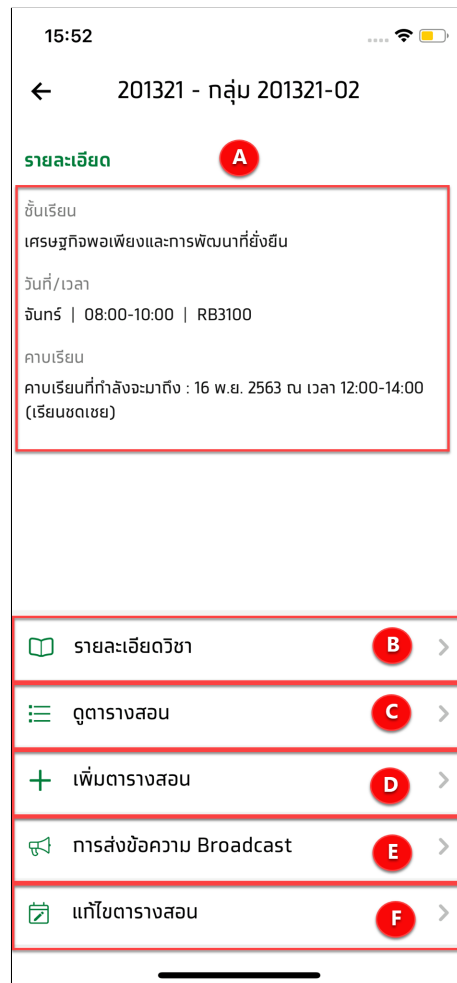 15:52
201321 - กลุ่ม 201321-02
รายละเอียด
A
ชั้นเรียน
เศรษฐกิจพอเพียงและการพัฒนาที่ยั่งยืน
วันที่/เวลา
จันทร์ | 08:00-10:00 | RB3100
คาบเรียน
คาบเรียนที่กำลังจะมาถึง : 16 พ.ย. 2563 ณ เวลา 12:00-14:00
(เรียนชดเชย)
รายละเอียดวิชา
B
ดูตารางสอน
C
เพิ่มตารางสอน
D
การส่งข้อความ Broadcast
E
แก้ไขตารางสอน
F